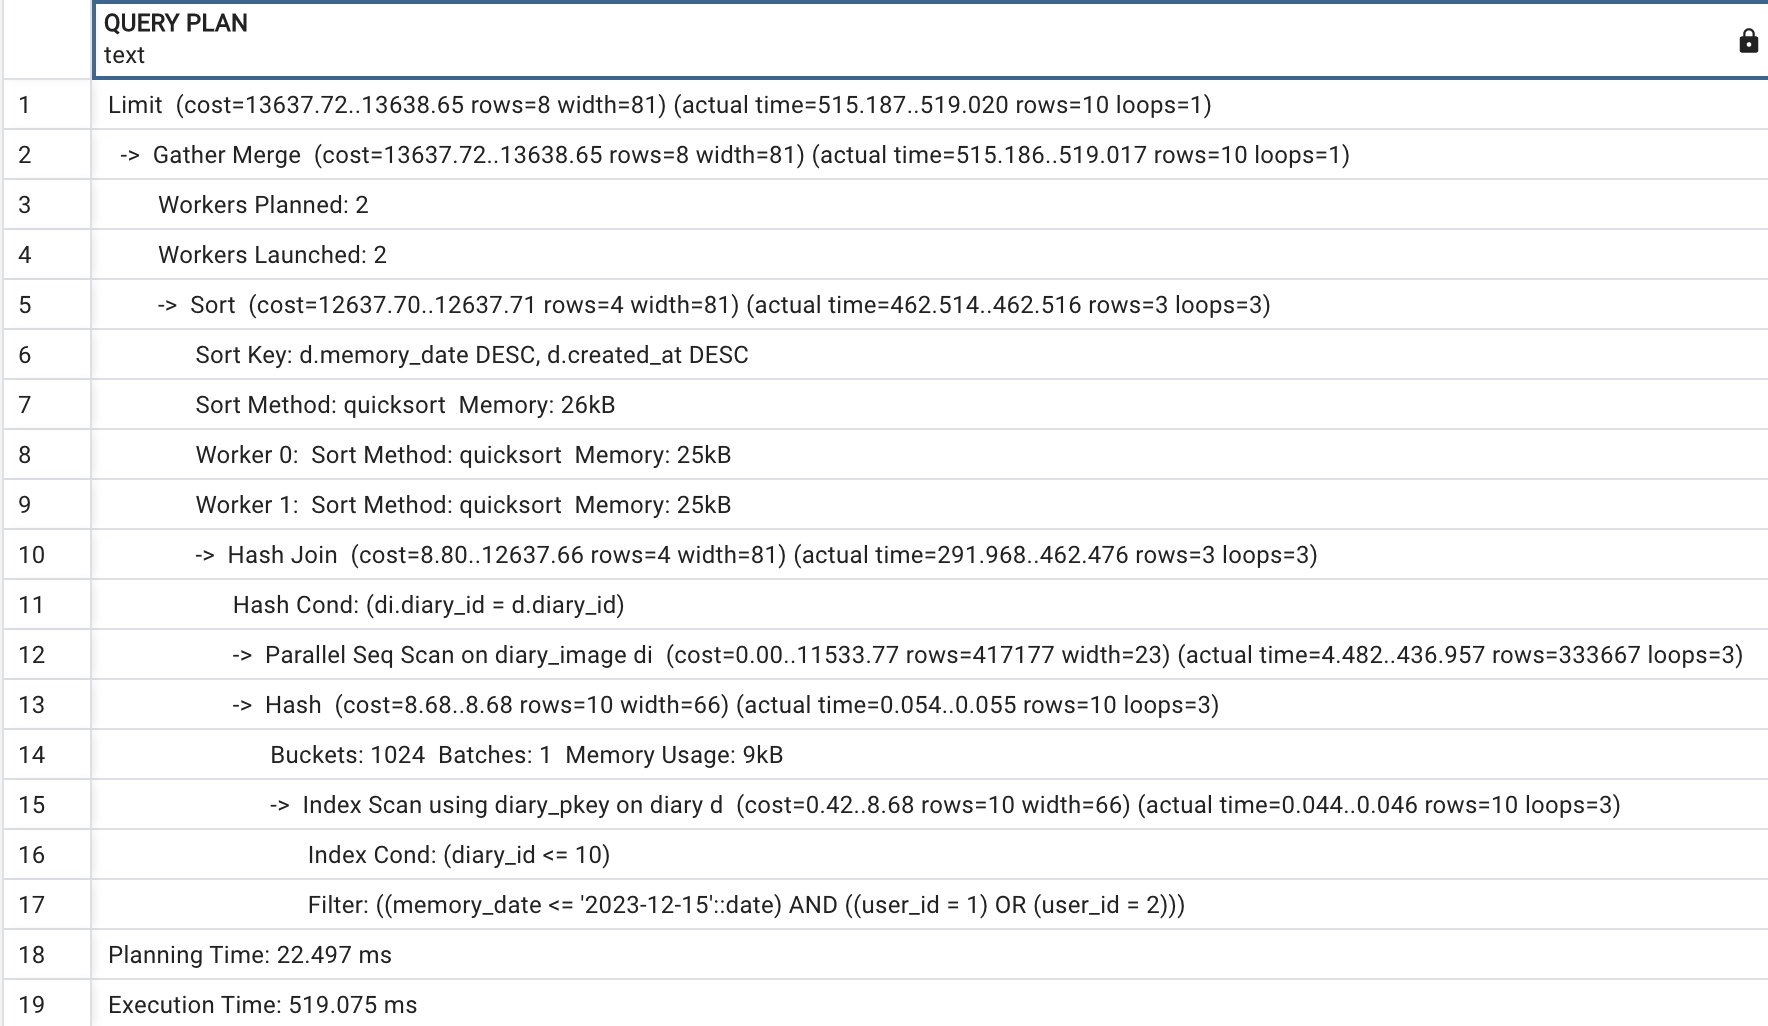 QUERY PLAN
text
1 Limit (cost=13637.72..13638.65 rows=8 width=81) (actual time=515.187..519.020 rows=10 loops=1)
2 -> Gather Merge (cost=13637.72..13638.65 rows=8 width=81) (actual time=515.186..519.017 rows=10 loops=1)
3 Workers Planned: 2
4 Workers Launched: 2
5 -> Sort (cost=12637.70..12637.71 rows=4 width=81) (actual time=462.514..462.516 rows=3 loops=3)
6 Sort Key: d.memory_date DESC, d.created_at DESC
7 Sort Method: quicksort Memory: 26kB
8 Worker 0: Sort Method: quicksort Memory: 25kB
9 Worker 1: Sort Method: quicksort Memory: 25kB
10 -> Hash Join (cost=8.80..12637.66 rows=4 width=81) (actual time=291.968..462.476 rows=3 loops=3)
11 Hash Cond: (di.diary_id = d.diary_id)
12 -> Parallel Seq Scan on diary_image di (cost=0.00..11533.77 rows=417177 width=23) (actual time=4.482..436.957 rows=333667 loops=3)
13 -> Hash (cost=8.68..8.68 rows=10 width=66) (actual time=0.054..0.055 rows=10 loops=3)
14 Buckets: 1024 Batches: 1 Memory Usage: 9kB
15 -> Index Scan using diary_pkey on diary d (cost=0.42..8.68 rows=10 width=66) (actual time=0.044..0.046 rows=10 loops=3)
16 Index Cond: (diary_id <= 10)
17 Filter: ((memory_date <= '2023-12-15'::date) AND ((user_id = 1) OR (user_id = 2)))
18 Planning Time: 22.497 ms
19 Execution Time: 519.075 ms